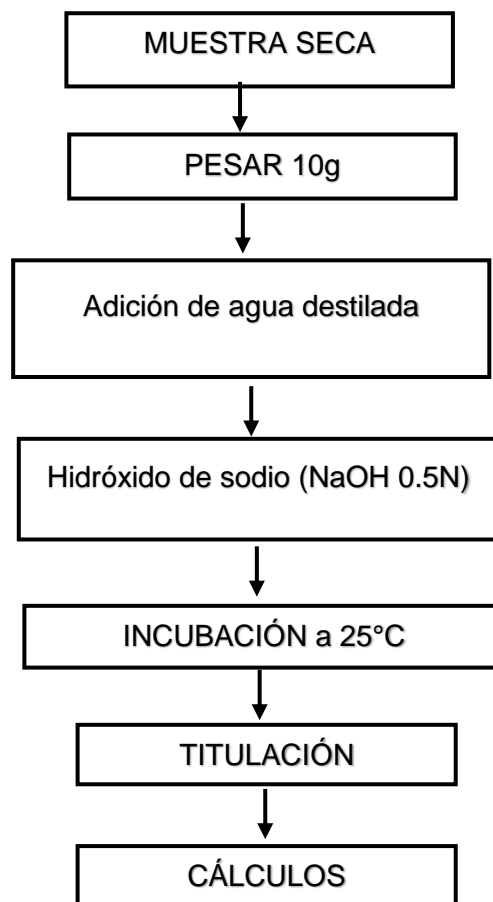 MUESTRA SECA
PESAR 10g
Adición de agua destilada
Hidróxido de sodio (NaOH 0.5N)
INCUBACIÓN a 25°C
TITULACIÓN
CÁLCULOS